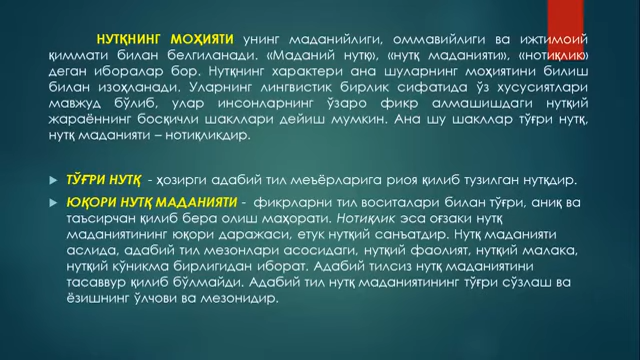 НУТҚНИНГ МОҲИЯТИ унинг маданийлиги, оммавийлиги ва ижтимоий
қиммати билан белгиланади. «Маданий нутқ», «нутқ маданияти», «нотиқлик»
деган иборалар бор. Нутқнинг характери ана шуларнинг моҳиятини билиш
билан изоҳланади. Уларнинг лингвистик бирлик сифатида ўз хусусиятлари
мавжуд бўлиб, улар инсонларнинг ўзаро фикр алмашишдаги нутқий
жараённинг босқичли шакллари дейиш мумкин. Ана шу шакллар тўғри нутқ,
нутқ маданияти – нотиқликдир.
ТЎҒРИ НУТҚ - ҳозирги адабий тил меъёрларига риоя қилиб тузилган нутқдир.
ЮҚОРИ НУТҚ МАДАНИЯТИ - фикрларни тил воситалари билан тўғри, аниқ ва
таъсирчан қилиб бера олиш маҳорати. Нотиқлик эса оғзаки нутқ
маданиятининг юқори даражаси, етук нутқий санъатдир. Нутқ маданияти
аслида, адабий тил мезонлари асосидаги, нутқий фаолият, нутқий малака,
нутқий кўникма бирлигидан иборат. Адабий тилсиз нутқ маданиятини
тасаввур қилиб бўлмайди. Адабий тил нутқ маданиятининг тўғри сўзлаш ва
ёзишнинг ўлчови ва мезонидир.